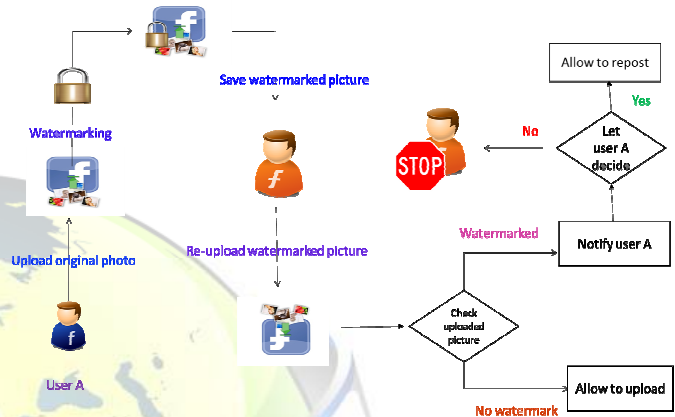 User A
Upload original photo
Watermarking
Save watermarked picture
Re-upload watermarked picture
Check
uploaded
picture
No watermark
Allow to upload
Watermarked
Notify user A
Let
user A
decide
Yes
Allow to repost
No
STOP
f
f
f
f
f